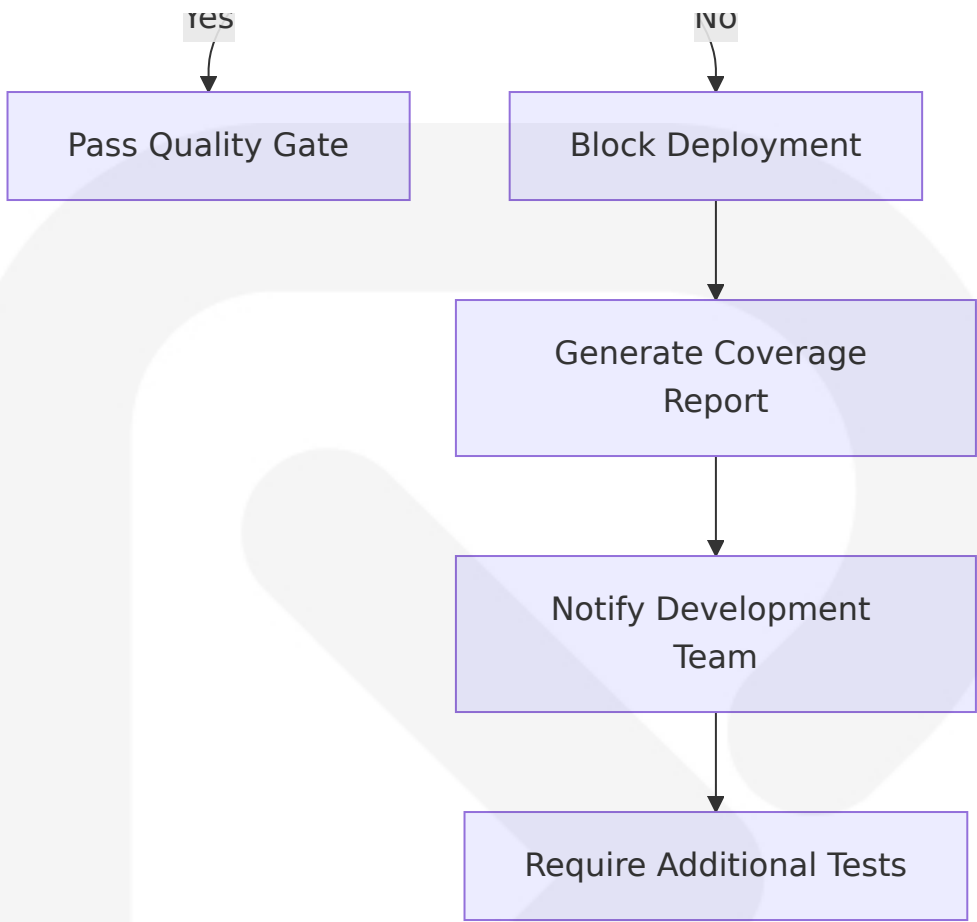 Yes
No
Pass Quality Gate
Block Deployment
Generate Coverage
Report
Notify Development
Team
Require Additional Tests